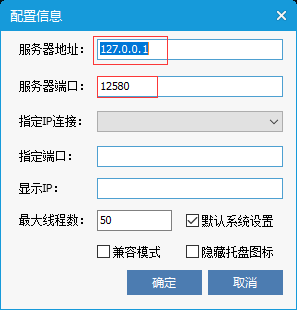 配置信息
服务器地址: 127.0.0.1
服务器端口: 12580
指定IP连接:
指定端口:
显示IP:
最大线程数: 50 默认系统设置
兼容模式 隐藏托盘图标
确定 取消